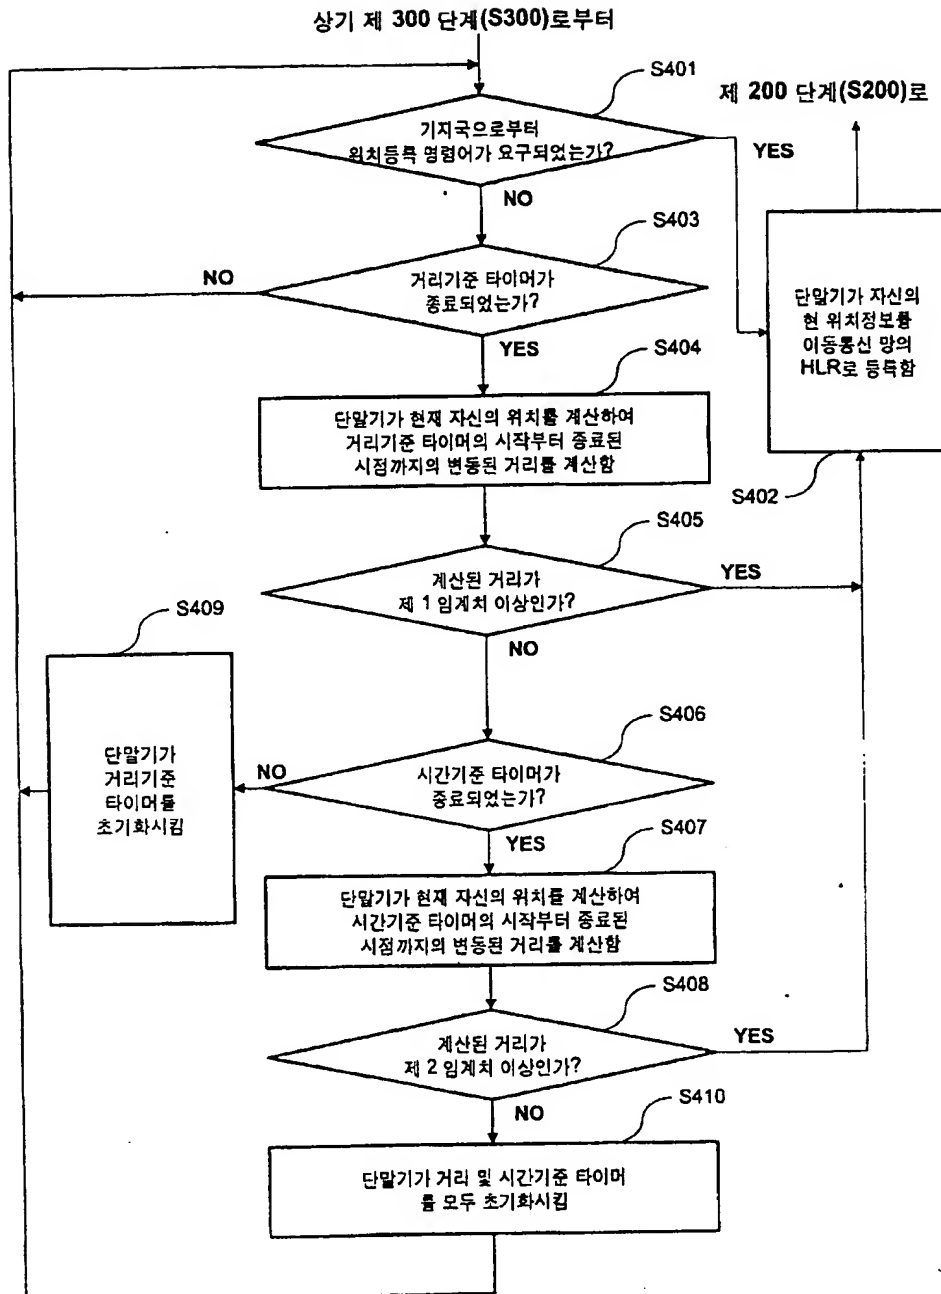 상기 제 300 단계(S300)로부터
S401
제 200 단계(S200)로
기지국으로부터
위치등록 명령어가 요구되었는가?
YES
NO
S403
NO
거리기준 타이머가
종료되었는가?
단말기가 자신의
현 위치정보를
이동통신 망의
HLR로 등록함
YES
S404
단말기가 현재 자신의 위치를 계산하여
거리기준 타이머의 시작부터 종료된
시점까지의 변동된 거리를 계산함
S402
S405
계산된 거리가
제 1 임계치 이상인가?
YES
S409
NO
S406
단말기가
거리기준
타이머를
초기화시킴
NO
시간기준 타이머가
종료되었는가?
S407
YES
단말기가 현재 자신의 위치를 계산하여
시간기준 타이머의 시작부터 종료된
시점까지의 변동된 거리를 계산함
S408
계산된 거리가
제 2 임계치 이상인가?
YES
NO
S410
단말기가 거리 및 시간기준 타이머
를 모두 초기화시킴